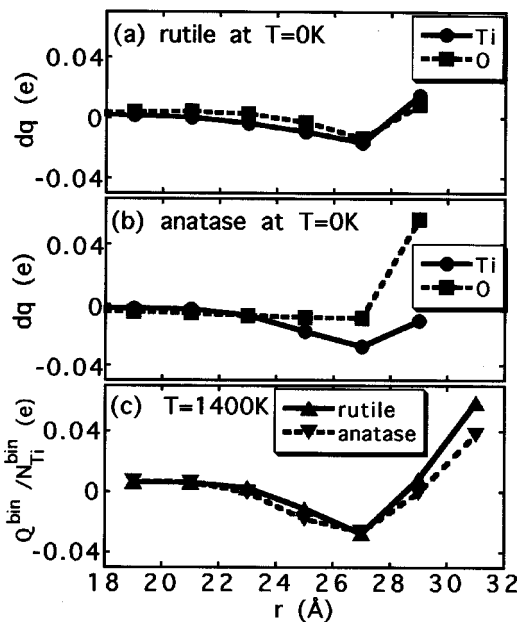 (a) rutile at T=0K
Ti
O
0.04
0
-0.04
dq (e)
(b) anatase at T=0K
Ti
O
0.04
0
-0.04
dq (e)
(c) T=1400K
rutile
anatase
0.04
0
-0.04
Q^bin/N_Ti^bin (e)
18 20 22 24 26 28 30 32
r (Å)